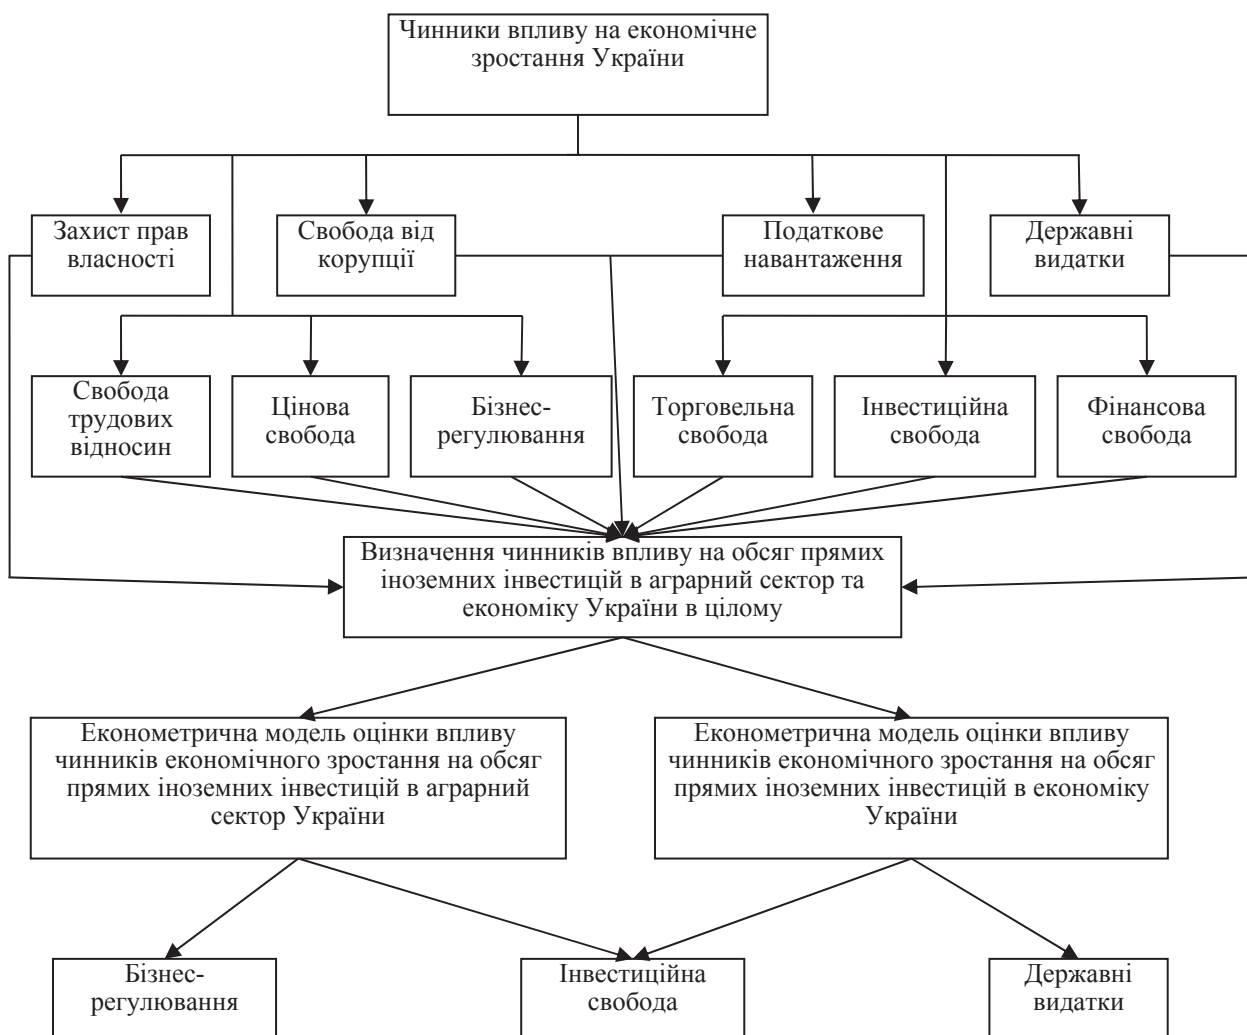 Чинники впливу на економічне
зростання України
Захист прав
власності
Свобода від
корупції
Податкове
навантаження
Державні
видатки
Свобода
трудових
відносин
Цінова
свобода
Бізнес-
регулювання
Торговельна
свобода
Інвестиційна
свобода
Фінансова
свобода
Визначення чинників впливу на обсяг прямих
іноземних інвестицій в аграрний сектор та
економіку України в цілому
Економетрична модель оцінки впливу
чинників економічного зростання на обсяг
прямих іноземних інвестицій в аграрний
сектор України
Економетрична модель оцінки впливу
чинників економічного зростання на обсяг
прямих іноземних інвестицій в економіку
України
Бізнес-
регулювання
Інвестиційна
свобода
Державні
видатки